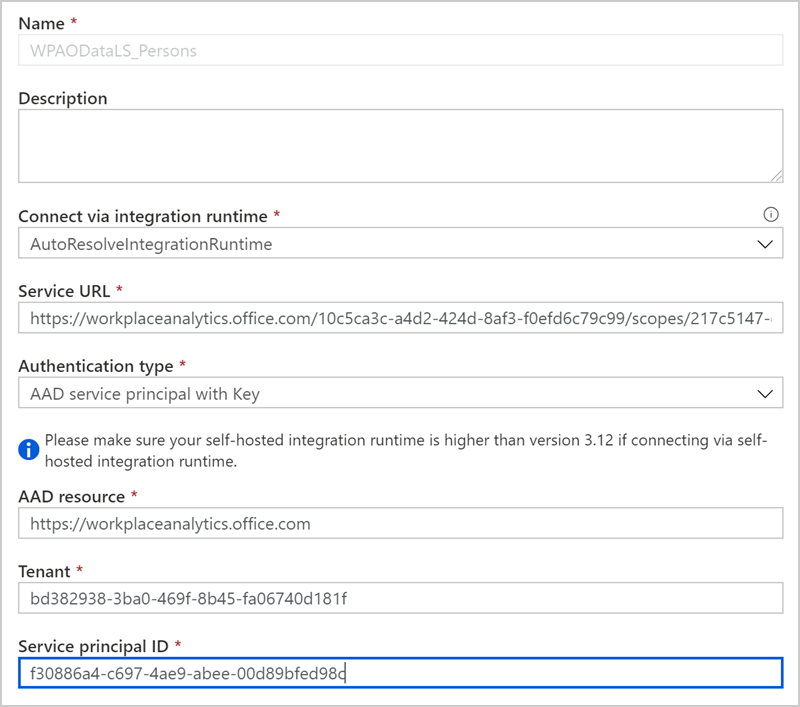 Name *
WPAODataLS_Persons
Description
Connect via integration runtime *
AutoResolveIntegrationRuntime
Service URL *
https://workplaceanalytics.office.com/10c5ca3c-a4d2-424d-8af3-f0efd6c79c99/scopes/217c5147-
Authentication type *
AAD service principal with Key
Please make sure your self-hosted integration runtime is higher than version 3.12 if connecting via self-
hosted integration runtime.
AAD resource *
https://workplaceanalytics.office.com
Tenant *
bd382938-3ba0-469f-8b45-fa06740d181f
Service principal ID *
f30886a4-c697-4ae9-abee-00d89bfed98c